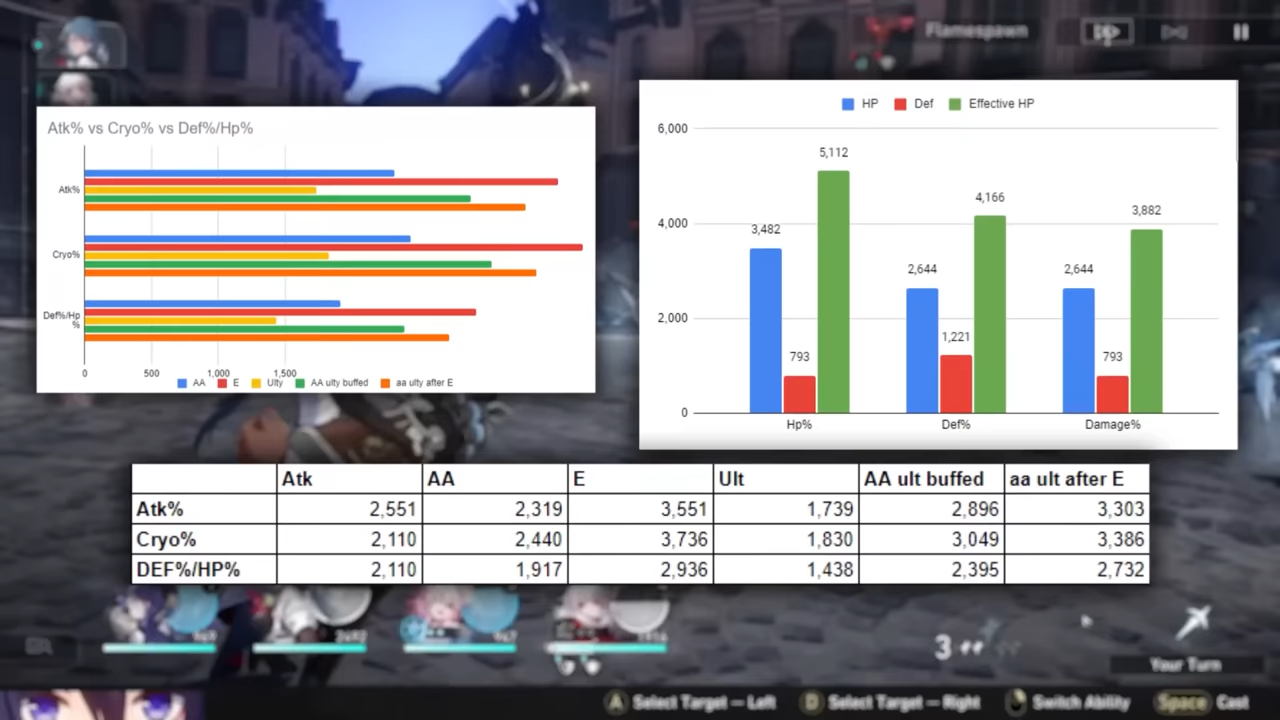 Flamespawn
Atk% vs Cryo% vs Def%/Hp%
Atk%
Cryo%
Def%/Hp
%
0 500 1,000 1,500
AA E Ulty AA ulty buffed aa ulty after E
HP Def Effective HP
6,000
4,000
2,000
0
3,482 793 5,112
2,644 1,221 4,166
2,644 793 3,882
Hp% Def% Damage%
Atk AA E Ult AA ult buffed aa ult after E
Atk% 2,551 2,319 3,551 1,739 2,896 3,303
Cryo% 2,110 2,440 3,736 1,830 3,049 3,386
DEF%/HP% 2,110 1,917 2,936 1,438 2,395 2,732
3
Your Turn
A Select Target — Left D Select Target — Right Switch Ability Space Cast